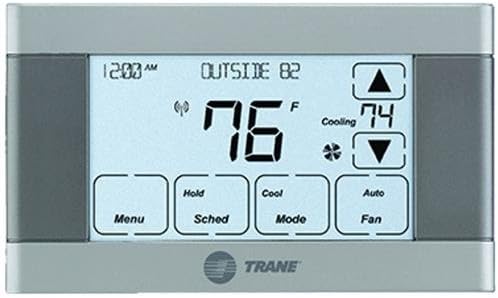 12:00 AM OUTSIDE 82
76 F
Cooling 74
Hold Cool Auto
Menu Sched Mode Fan
TRANE®